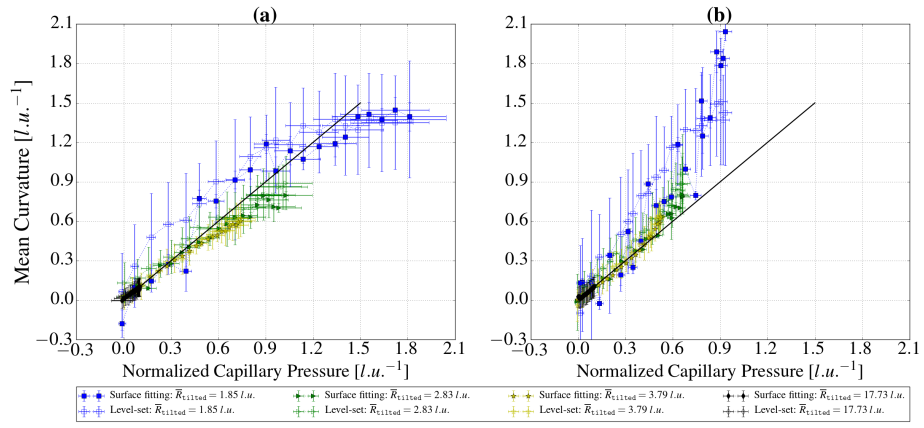 (a)
(b)
2.1
1.8
1.5
1.2
0.9
0.6
0.3
0.0
−0.3
Mean Curvature [l.u.⁻¹]
−0.3 0.0 0.3 0.6 0.9 1.2 1.5 1.8 2.1
Normalized Capillary Pressure [l.u.⁻¹]
2.1
1.8
1.5
1.2
0.9
0.6
0.3
0.0
−0.3
−0.3 0.0 0.3 0.6 0.9 1.2 1.5 1.8 2.1
Normalized Capillary Pressure [l.u.⁻¹]
Surface fitting: R̅tilted = 1.85 l.u. Surface fitting: R̅tilted = 2.83 l.u. Surface fitting: R̅tilted = 3.79 l.u. Surface fitting: R̅tilted = 17.73 l.u.
Level-set: R̅tilted = 1.85 l.u. Level-set: R̅tilted = 2.83 l.u. Level-set: R̅tilted = 3.79 l.u. Level-set: R̅tilted = 17.73 l.u.